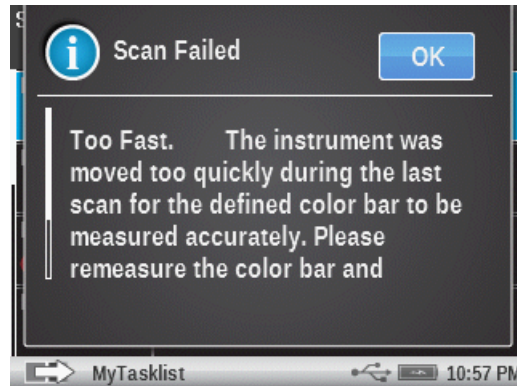 S
Scan Failed
OK
Too Fast. The instrument was
moved too quickly during the last
scan for the defined color bar to be
measured accurately. Please
remeasure the color bar and
MyTasklist
10:57 PM